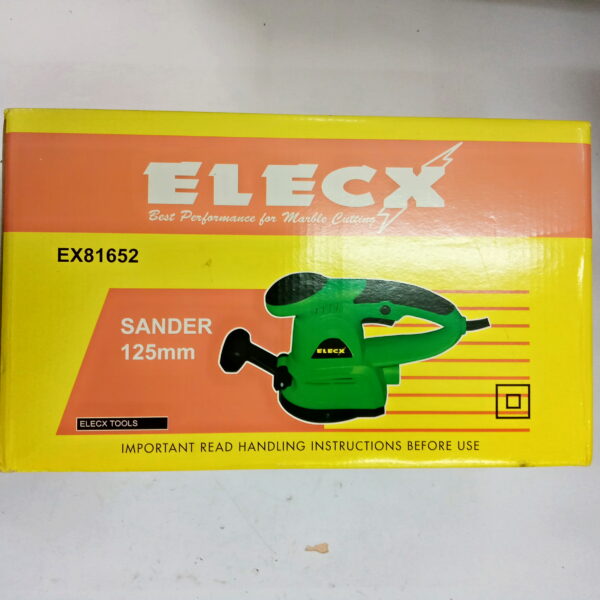 ELECX
Best Performance for Marble Cutting
EX81652
SANDER
125mm
ELECX
ELECX TOOLS
IMPORTANT READ HANDLING INSTRUCTIONS BEFORE USE